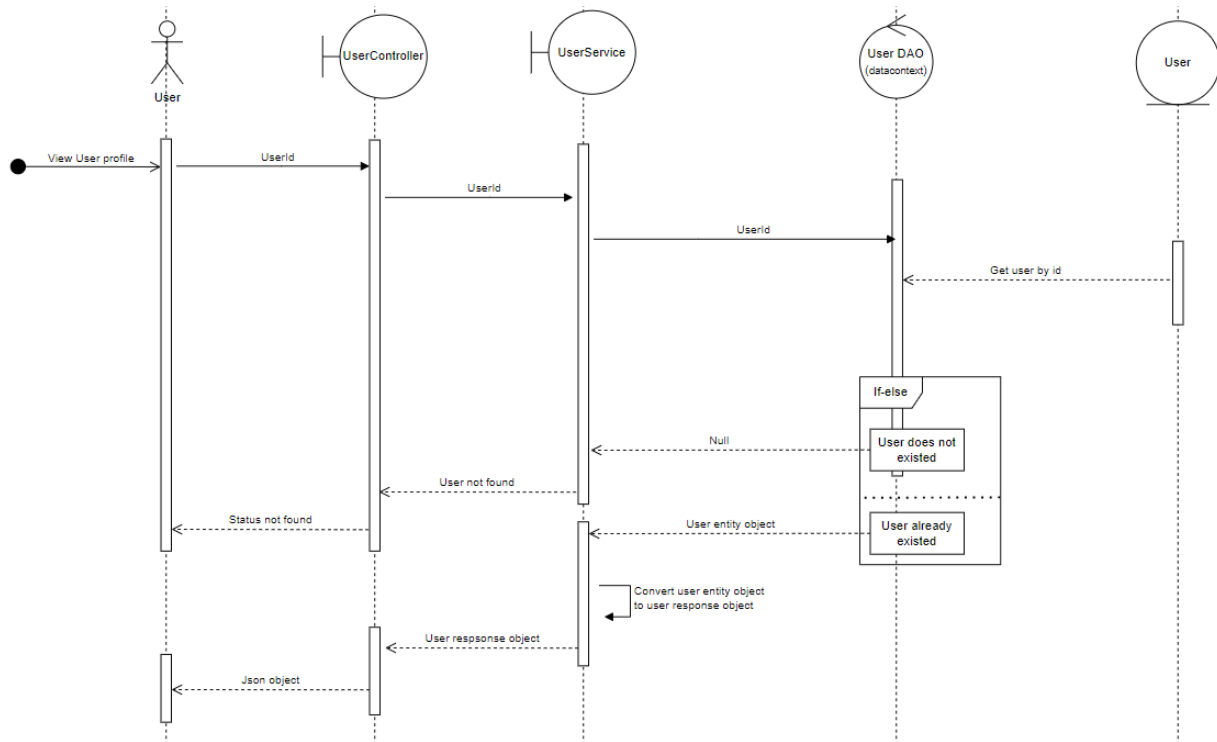 User
UserController
UserService
User DAO
(datacontext)
User
View User profile
UserId
UserId
UserId
Get user by id
If-else
Null
User does not
existed
User not found
Status not found
User entity object
User already
existed
Convert user entity object
to user response object
User respsonse object
Json object